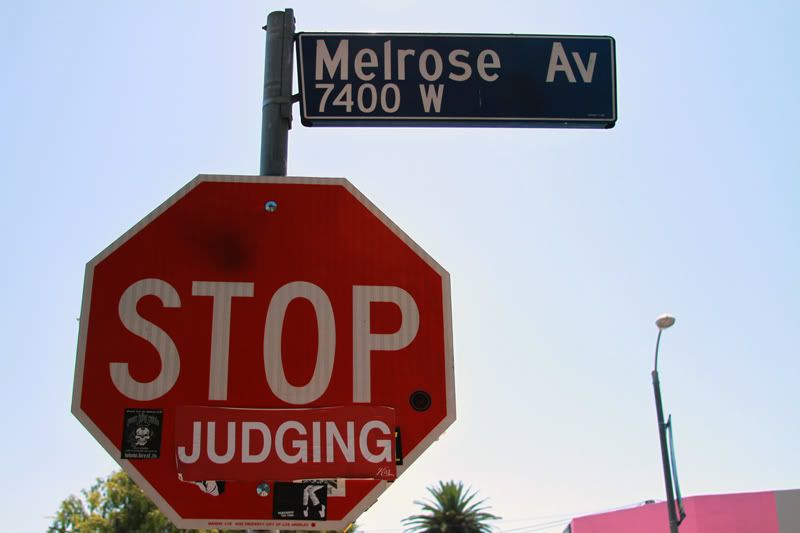 Melrose Av
7400 W
STOP
JUDGING